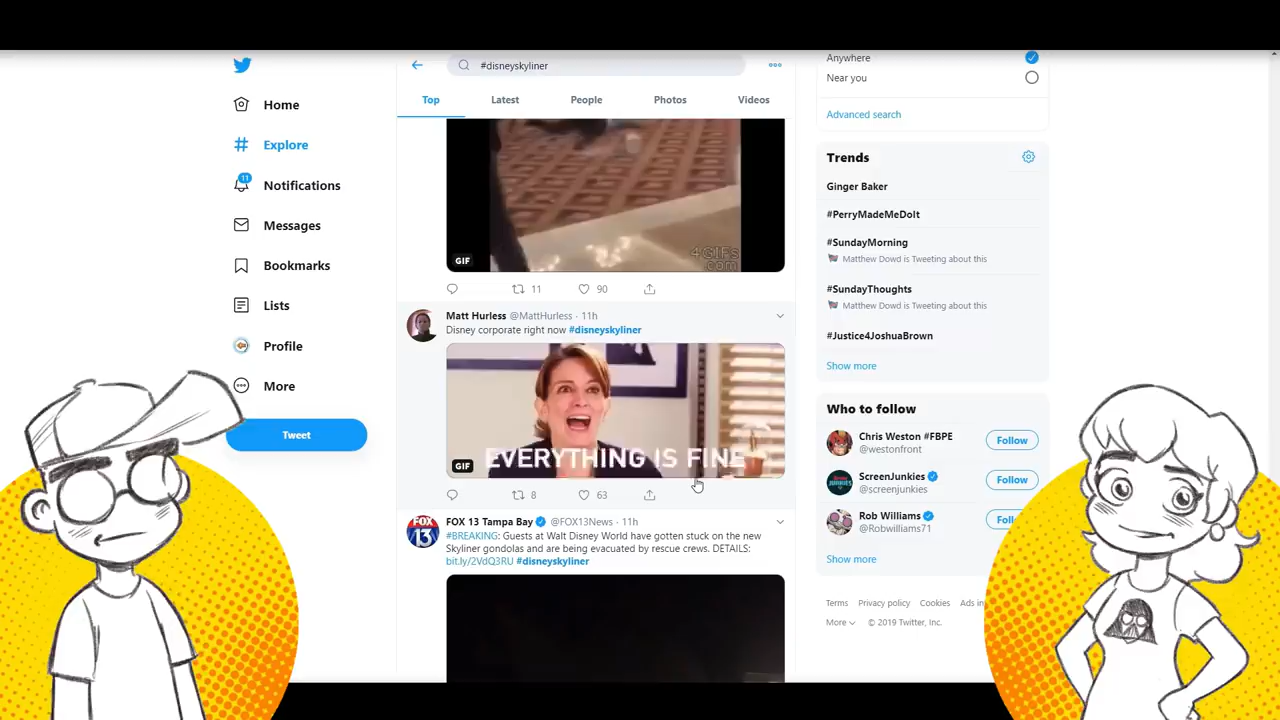 #disneyskyliner
Top
Latest
People
Photos
Videos
Home
Explore
11
Notifications
Messages
Bookmarks
Lists
Profile
More
Tweet
4GIFs
.com
GIF
11
90
Matt Hurless @MattHurless · 11h
Disney corporate right now #disneyskyliner
EVERYTHING IS FINE
GIF
8
63
FOX 13 Tampa Bay @FOX13News · 11h
FOX
13
#BREAKING: Guests at Walt Disney World have gotten stuck on the new
Skyliner gondolas and are being evacuated by rescue crews. DETAILS:
bit.ly/2VdQ3RU #disneyskyliner
Anywhere
Near you
Advanced search
Trends
Ginger Baker
#PerryMadeMeDoIt
#SundayMorning
Matthew Dowd is Tweeting about this
#SundayThoughts
Matthew Dowd is Tweeting about this
#Justice4JoshuaBrown
Show more
Who to follow
Chris Weston #FBPE
@westonfront
Follow
ScreenJunkies
@screenjunkies
Follow
Rob Williams
@Robwilliams71
Show more
Terms Privacy policy Cookies Ads
More © 2019 Twitter, Inc.